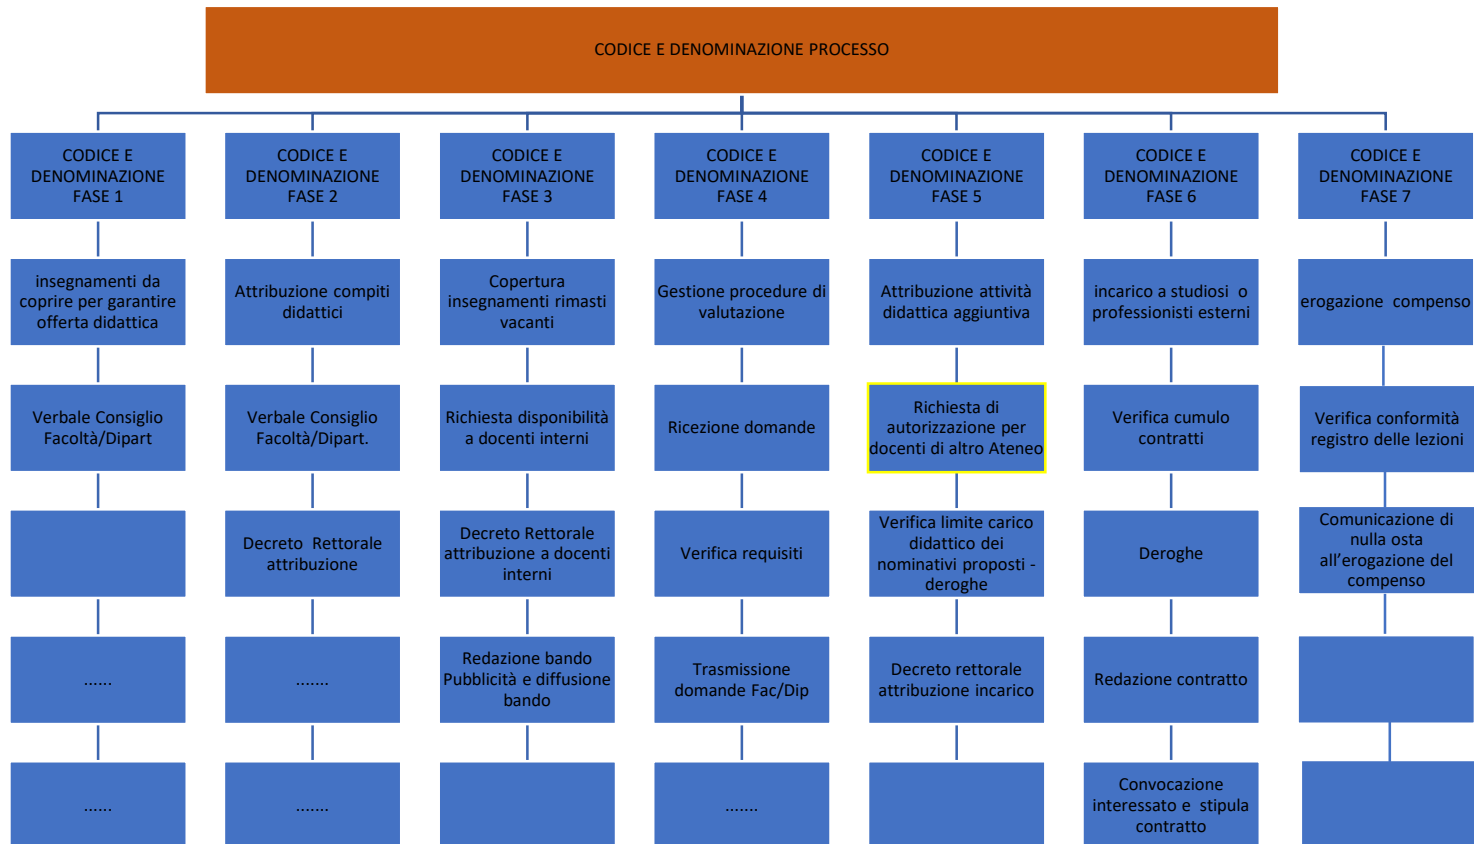 CODICE E DENOMINAZIONE PROCESSO
CODICE E
DENOMINAZIONE
FASE 1
CODICE E
DENOMINAZIONE
FASE 2
CODICE E
DENOMINAZIONE
FASE 3
CODICE E
DENOMINAZIONE
FASE 4
CODICE E
DENOMINAZIONE
FASE 5
CODICE E
DENOMINAZIONE
FASE 6
CODICE E
DENOMINAZIONE
FASE 7
insegnamenti da
coprire per garantire
offerta didattica
Attribuzione compiti
didattici
Copertura
insegnamenti rimasti
vacanti
Gestione procedure di
valutazione
Attribuzione attività
didattica aggiuntiva
incarico a studiosi o
professionisti esterni
erogazione compenso
Verbale Consiglio
Facoltà/Dipart
Verbale Consiglio
Facoltà/Dipart.
Richiesta disponibilità
a docenti interni
Ricezione domande
Richiesta di
autorizzazione per
docenti di altro Ateneo
Verifica cumulo
contratti
Verifica conformità
registro delle lezioni
Decreto Rettorale
attribuzione
Decreto Rettorale
attribuzione a docenti
interni
Verifica requisiti
Verifica limite carico
didattico dei
nominativi proposti -
deroghe
Deroghe
Comunicazione di
nulla osta
all’erogazione del
compenso
......
.......
Redazione bando
Pubblicità e diffusione
bando
Trasmissione
domande Fac/Dip
Decreto rettorale
attribuzione incarico
Redazione contratto
......
.......
.......
Convocazione
interessato e stipula
contratto